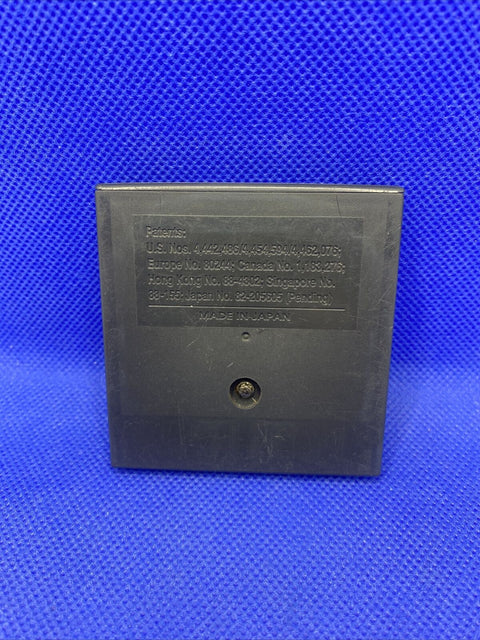 Patents:
U.S. Nos. 4,442,486/4,454,594/4,462,076;
Europe No. 80244; Canada No. 1,183,276;
Hong Kong No. 88-4302; Singapore No.
88-155; Japan No. 82-205605 (Pending)
MADE IN JAPAN